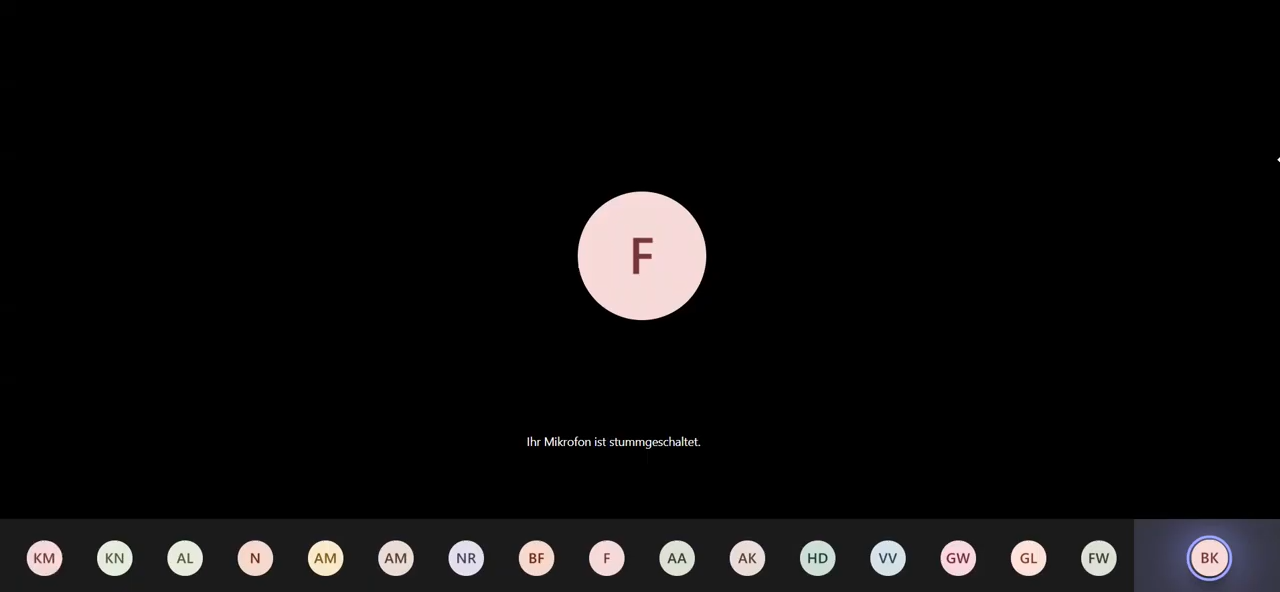 F
Ihr Mikrofon ist stummgeschaltet.
KM KN AL N AM AM NR BF F AA AK HD VV GW GL FW BK